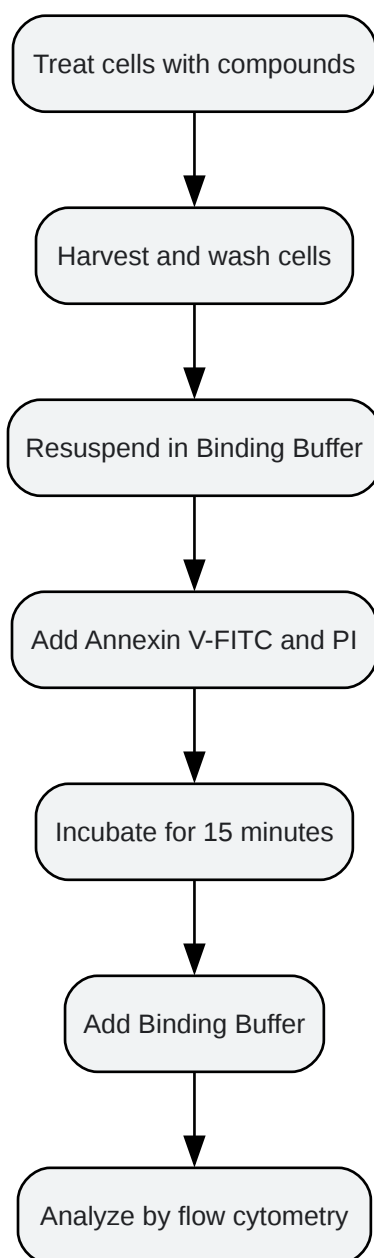 Treat cells with compounds
Harvest and wash cells
Resuspend in Binding Buffer
Add Annexin V-FITC and PI
Incubate for 15 minutes
Add Binding Buffer
Analyze by flow cytometry